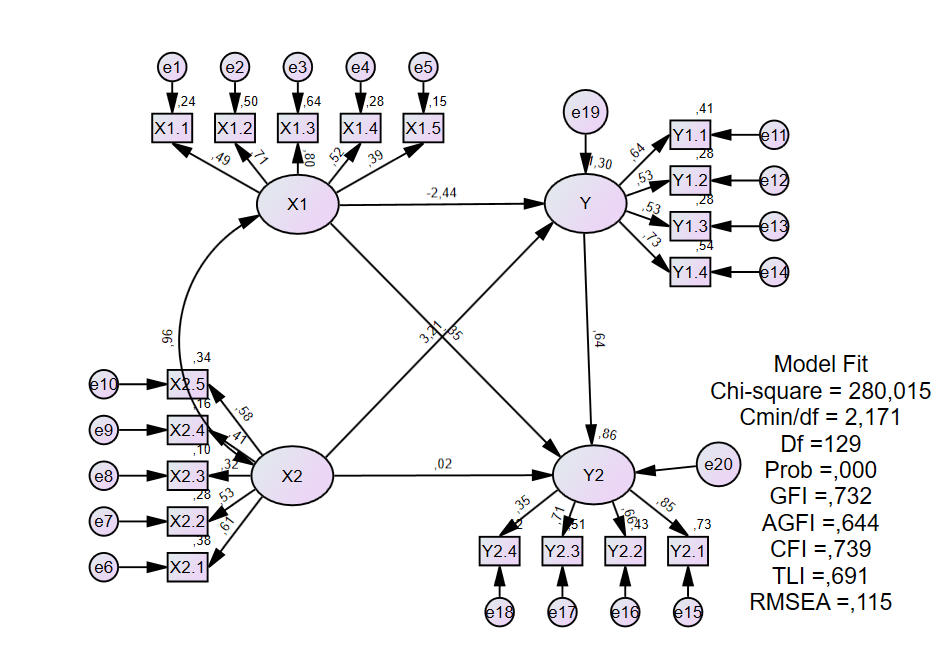 e1 e2 e3 e4 e5
,24 ,50 ,64 ,28 ,15
X1.1 X1.2 X1.3 X1.4 X1.5
,49 ,71 ,80 ,52 ,39
X1
-2,44
e19
Y
,41
Y1.1 e11
,64
,28
Y1.2 e12
,53
,28
Y1.3 e13
,53
,54
Y1.4 e14
,73
,96
3,21
,64
,34
e10 X2.5
,58
,16
e9 X2.4
,41
,10
e8 X2.3
,32
,28
e7 X2.2
,53
,38
e6 X2.1
,61
X2
,02
,86
Y2
e20
,35 ,71 ,66 ,85
,51 ,43 ,73
Y2.4 Y2.3 Y2.2 Y2.1
e18 e17 e16 e15
Model Fit
Chi-square = 280,015
Cmin/df = 2,171
Df =129
Prob =,000
GFI =,732
AGFI =,644
CFI =,739
TLI =,691
RMSEA =,115